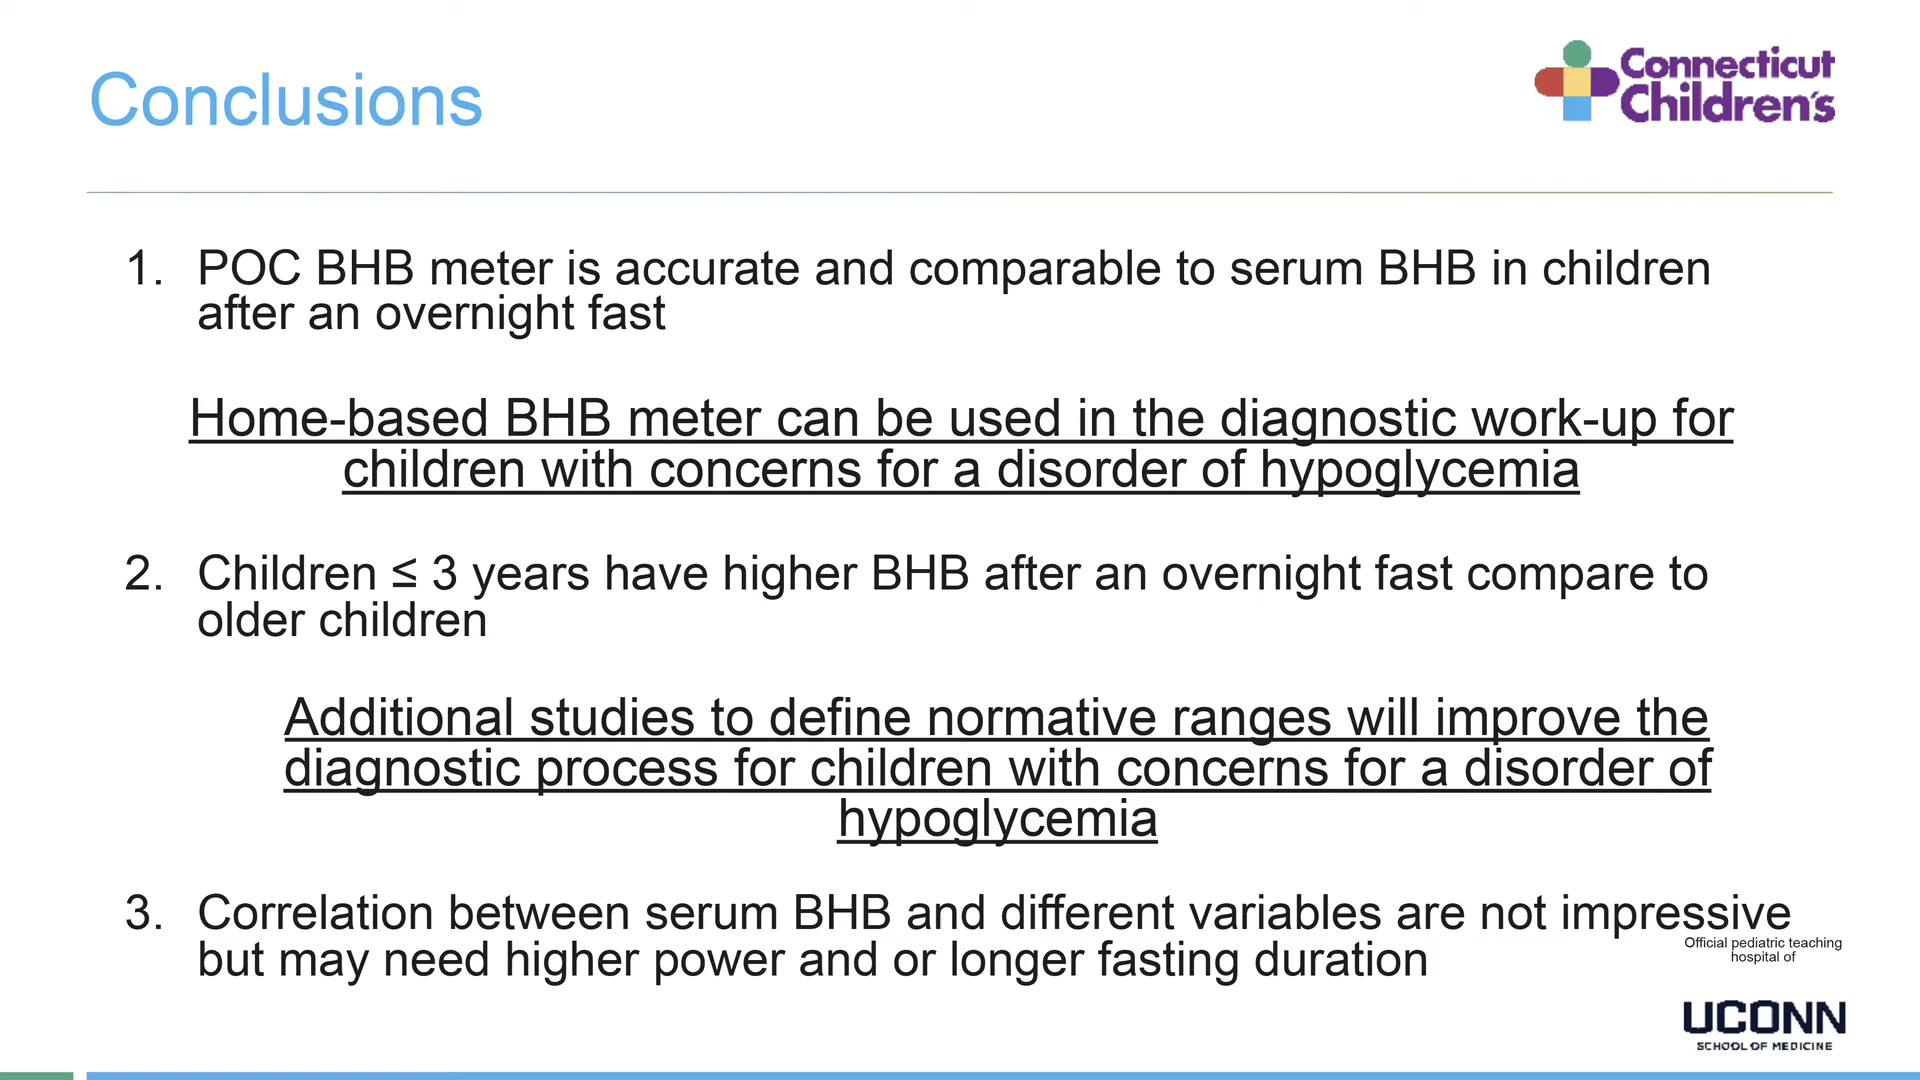 Conclusions
Connecticut
Children's
1. POC BHB meter is accurate and comparable to serum BHB in children
after an overnight fast
Home-based BHB meter can be used in the diagnostic work-up for
children with concerns for a disorder of hypoglycemia
2. Children ≤ 3 years have higher BHB after an overnight fast compare to
older children
Additional studies to define normative ranges will improve the
diagnostic process for children with concerns for a disorder of
hypoglycemia
3. Correlation between serum BHB and different variables are not impressive
but may need higher power and or longer fasting duration
Official pediatric teaching
hospital of
UCONN
SCHOOL OF MEDICINE